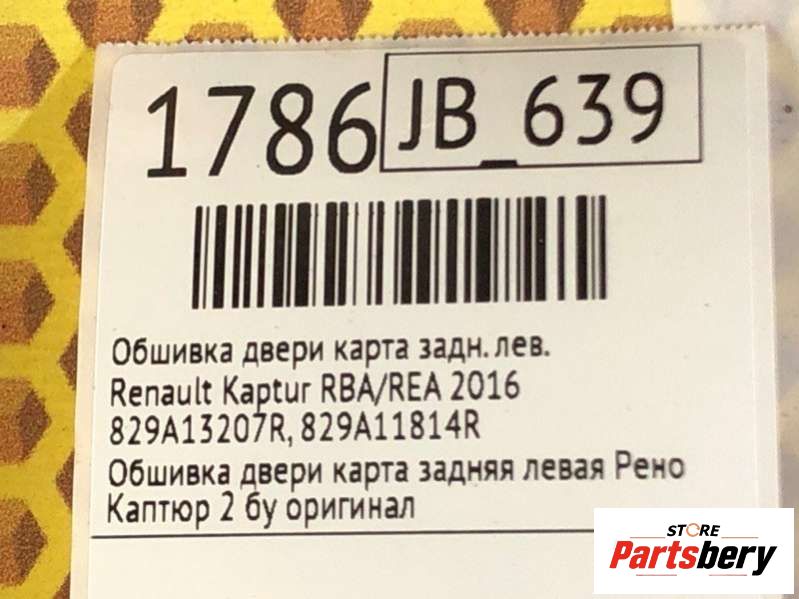 1786 JB_639
Обшивка двери карта задн. лев.
Renault Kaptur RBA/REA 2016
829A13207R, 829A11814R
Обшивка двери карта задняя левая Рено
Каптюр 2 бу оригинал
STORE
Partsbery